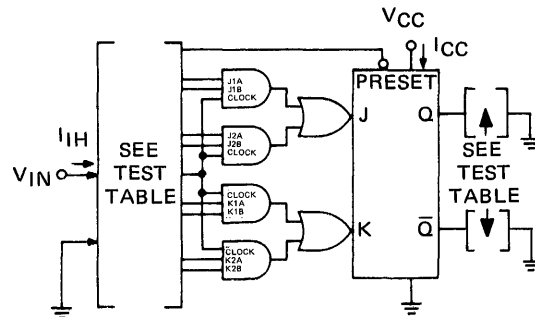 VCC
ICC
PRESET
J1A
J1B
CLOCK
J
Q
J2A
J2B
CLOCK
IIH
VIN
SEE
TEST
TABLE
SEE
TEST
TABLE
CLOCK
K1A
K1B
K
Q̅
CLOCK
K2A
K2B